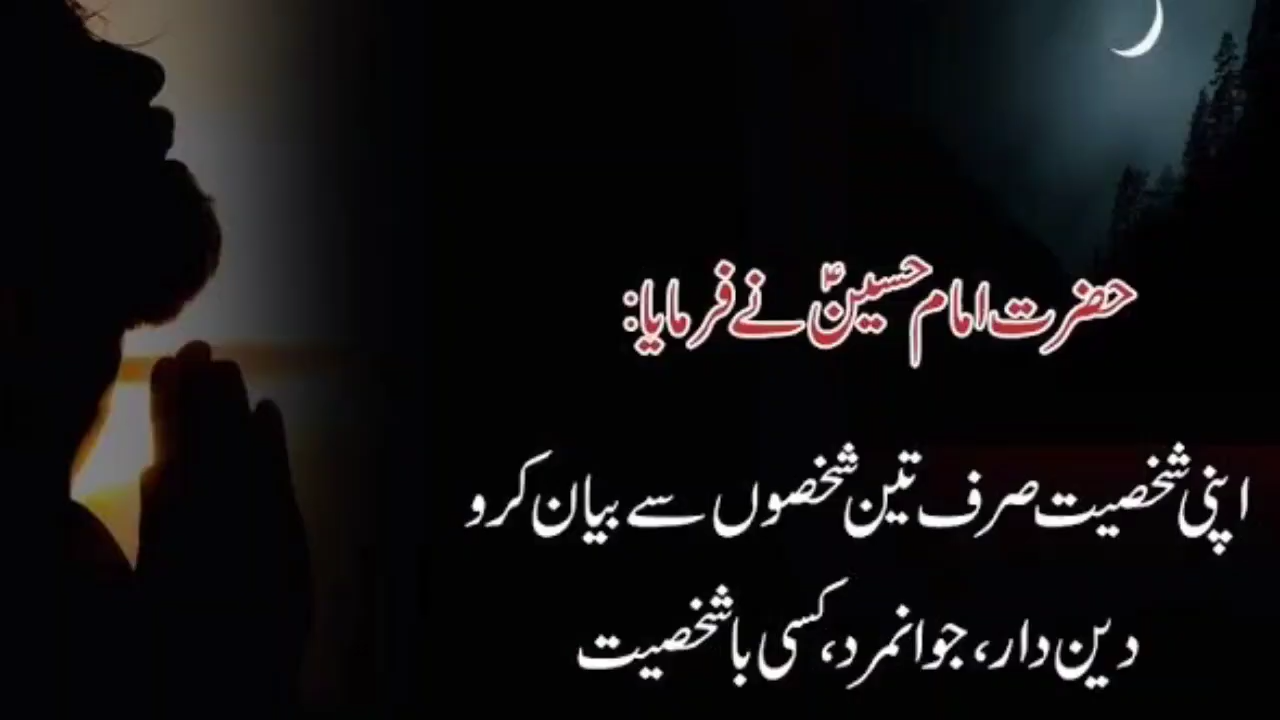 حضرت امام حسینؑ نے فرمایا:
اپنی شخصیت صرف تین شخصوں سے بیان کرو
دین دار، جوانمرد، کسی باشخصیت